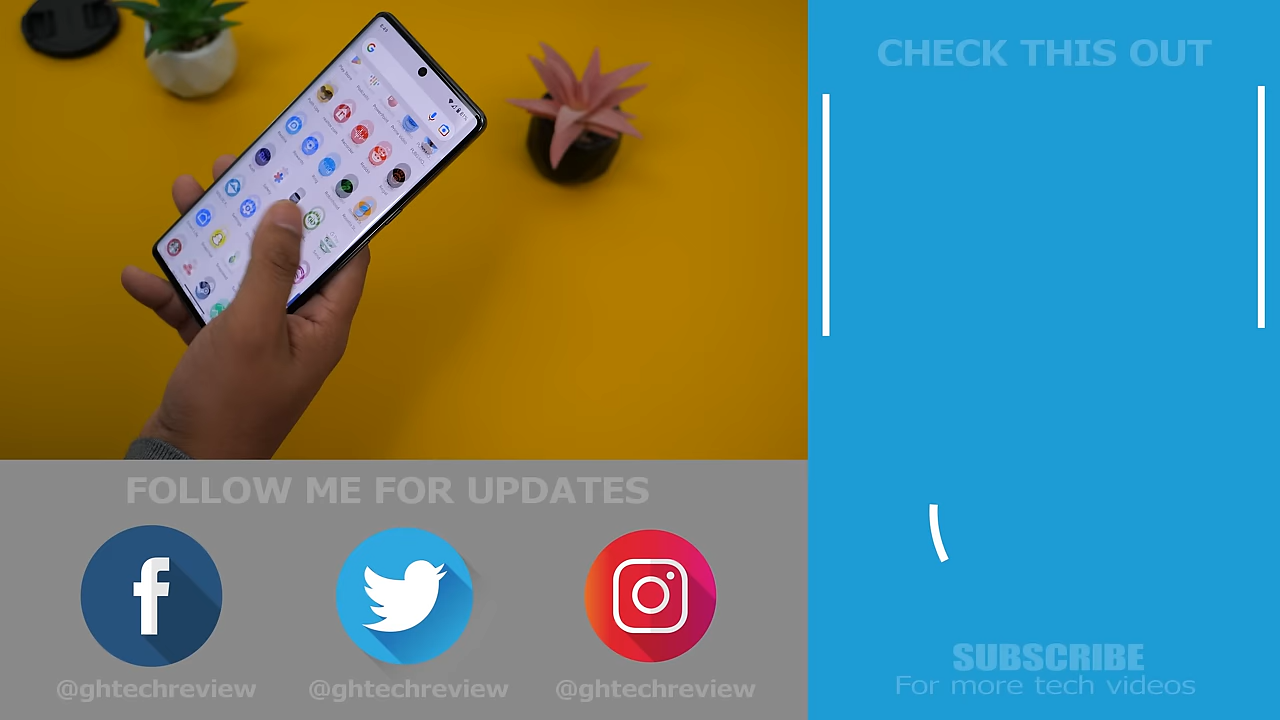 CHECK THIS OUT
FOLLOW ME FOR UPDATES
@ghtechreview
@ghtechreview
@ghtechreview
SUBSCRIBE
For more tech videos